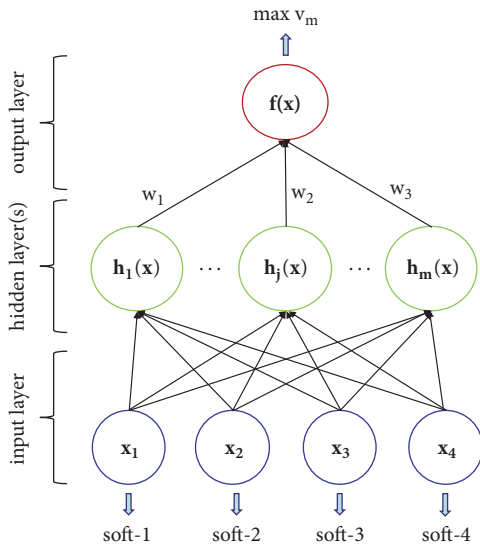 max v_m
output layer
f(x)
w_1 w_2 w_3
hidden layer(s)
h_1(x) ... h_j(x) ... h_m(x)
input layer
x_1 x_2 x_3 x_4
soft-1 soft-2 soft-3 soft-4